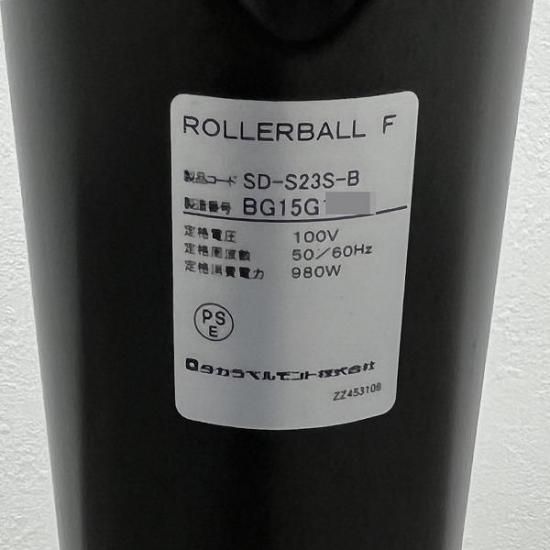 ROLLERBALL F
製品コード SD-S23S-B
製造番号 BG15G1
定格電圧 100V
定格周波数 50/60Hz
定格消費電力 980W
PS
E
タカラベルモント株式会社
ZZ453108